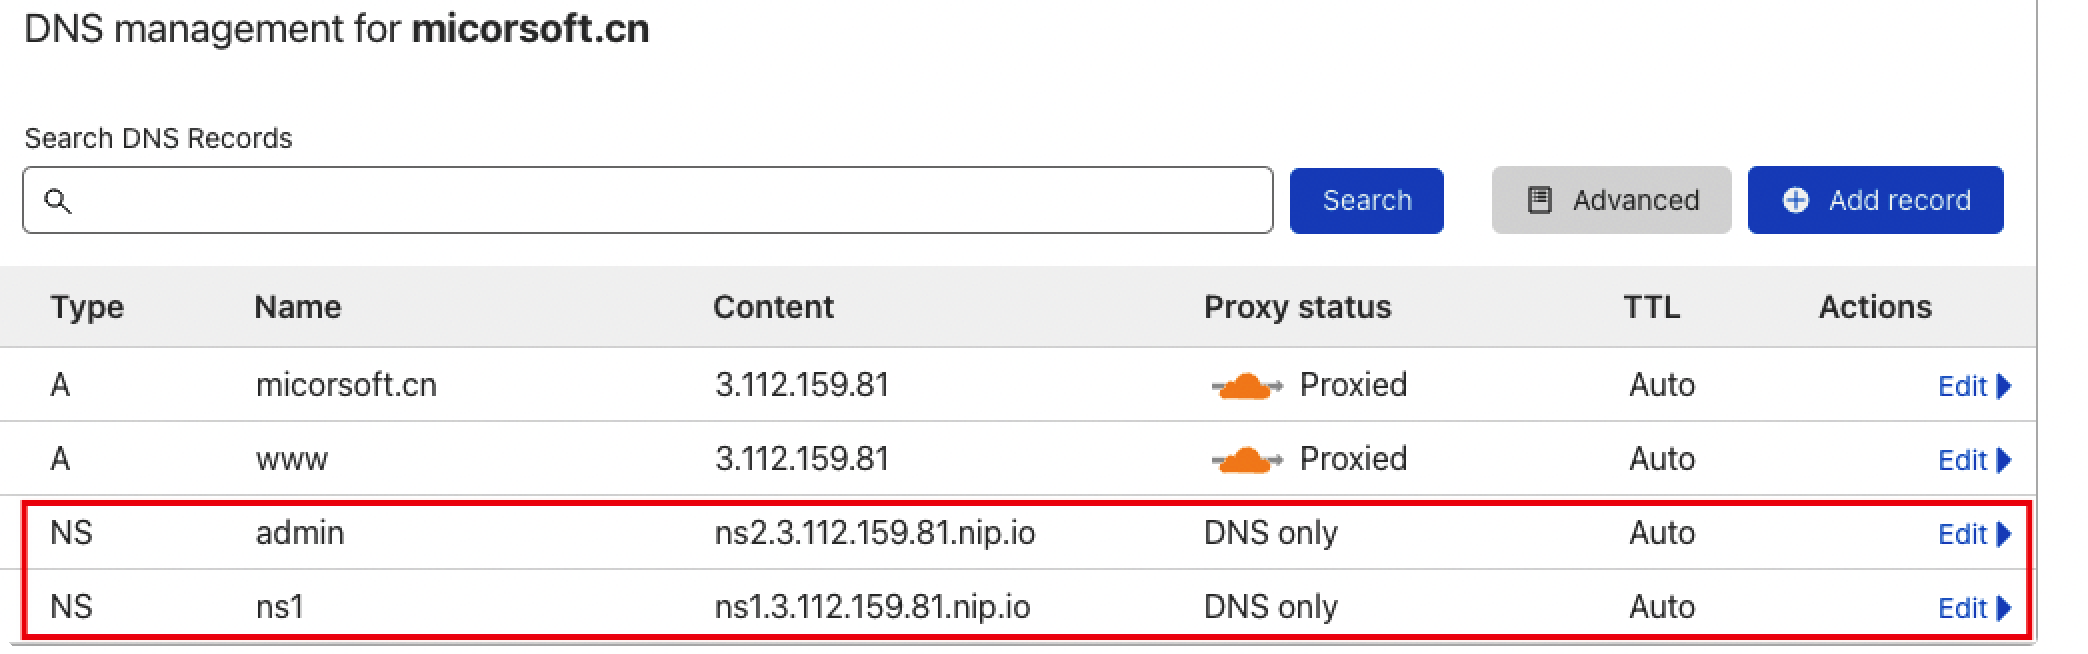 DNS management for micorsoft.cn
Search DNS Records
Search Advanced Add record
Type Name Content Proxy status TTL Actions
A micorsoft.cn 3.112.159.81 Proxied Auto Edit
A www 3.112.159.81 Proxied Auto Edit
NS admin ns2.3.112.159.81.nip.io DNS only Auto Edit
NS ns1 ns1.3.112.159.81.nip.io DNS only Auto Edit